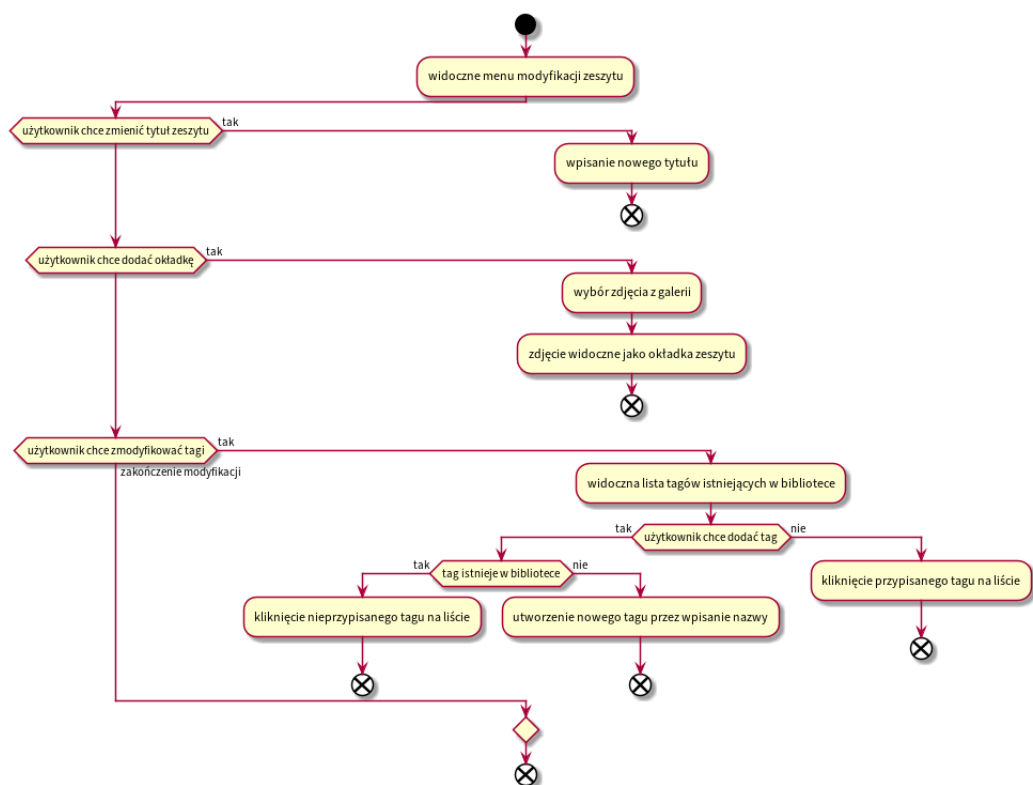 widoczne menu modyfikacji zeszytu
użytkownik chce zmienić tytuł zeszytu
tak
wpisanie nowego tytułu
użytkownik chce dodać okładkę
tak
wybór zdjęcia z galerii
zdjęcie widoczne jako okładka zeszytu
użytkownik chce zmodyfikować tagi
tak
zakończenie modyfikacji
widoczna lista tagów istniejących w bibliotece
tak
użytkownik chce dodać tag
nie
tak
tag istnieje w bibliotece
nie
kliknięcie przypisanego tagu na liście
kliknięcie nieprzypisanego tagu na liście
utworzenie nowego tagu przez wpisanie nazwy